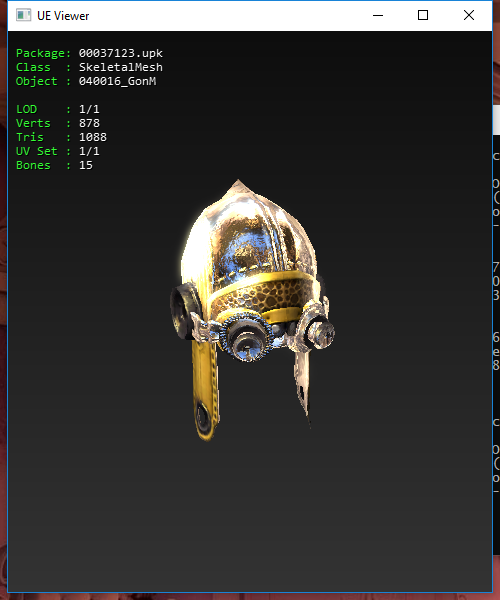 UE Viewer
Package: 00037123.upk
Class  : SkeletalMesh
Object : 040016_GonM
LOD    : 1/1
Verts  : 878
Tris   : 1088
UV Set : 1/1
Bones  : 15